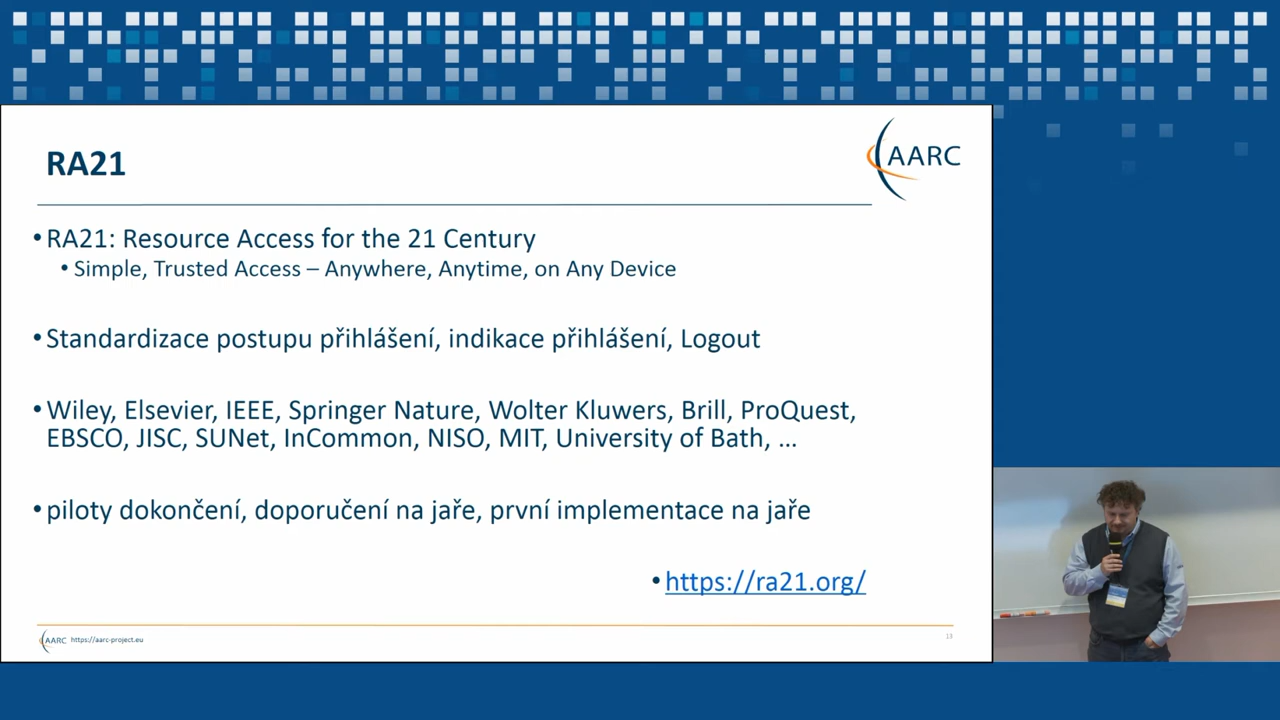 RA21
AARC
•RA21: Resource Access for the 21 Century
•Simple, Trusted Access – Anywhere, Anytime, on Any Device
•Standardizace postupu přihlášení, indikace přihlášení, Logout
•Wiley, Elsevier, IEEE, Springer Nature, Wolter Kluwers, Brill, ProQuest,
EBSCO, JISC, SUNet, InCommon, NISO, MIT, University of Bath, ...
•piloty dokončení, doporučení na jaře, první implementace na jaře
•https://ra21.org/
AARC https://aarc-project.eu
13